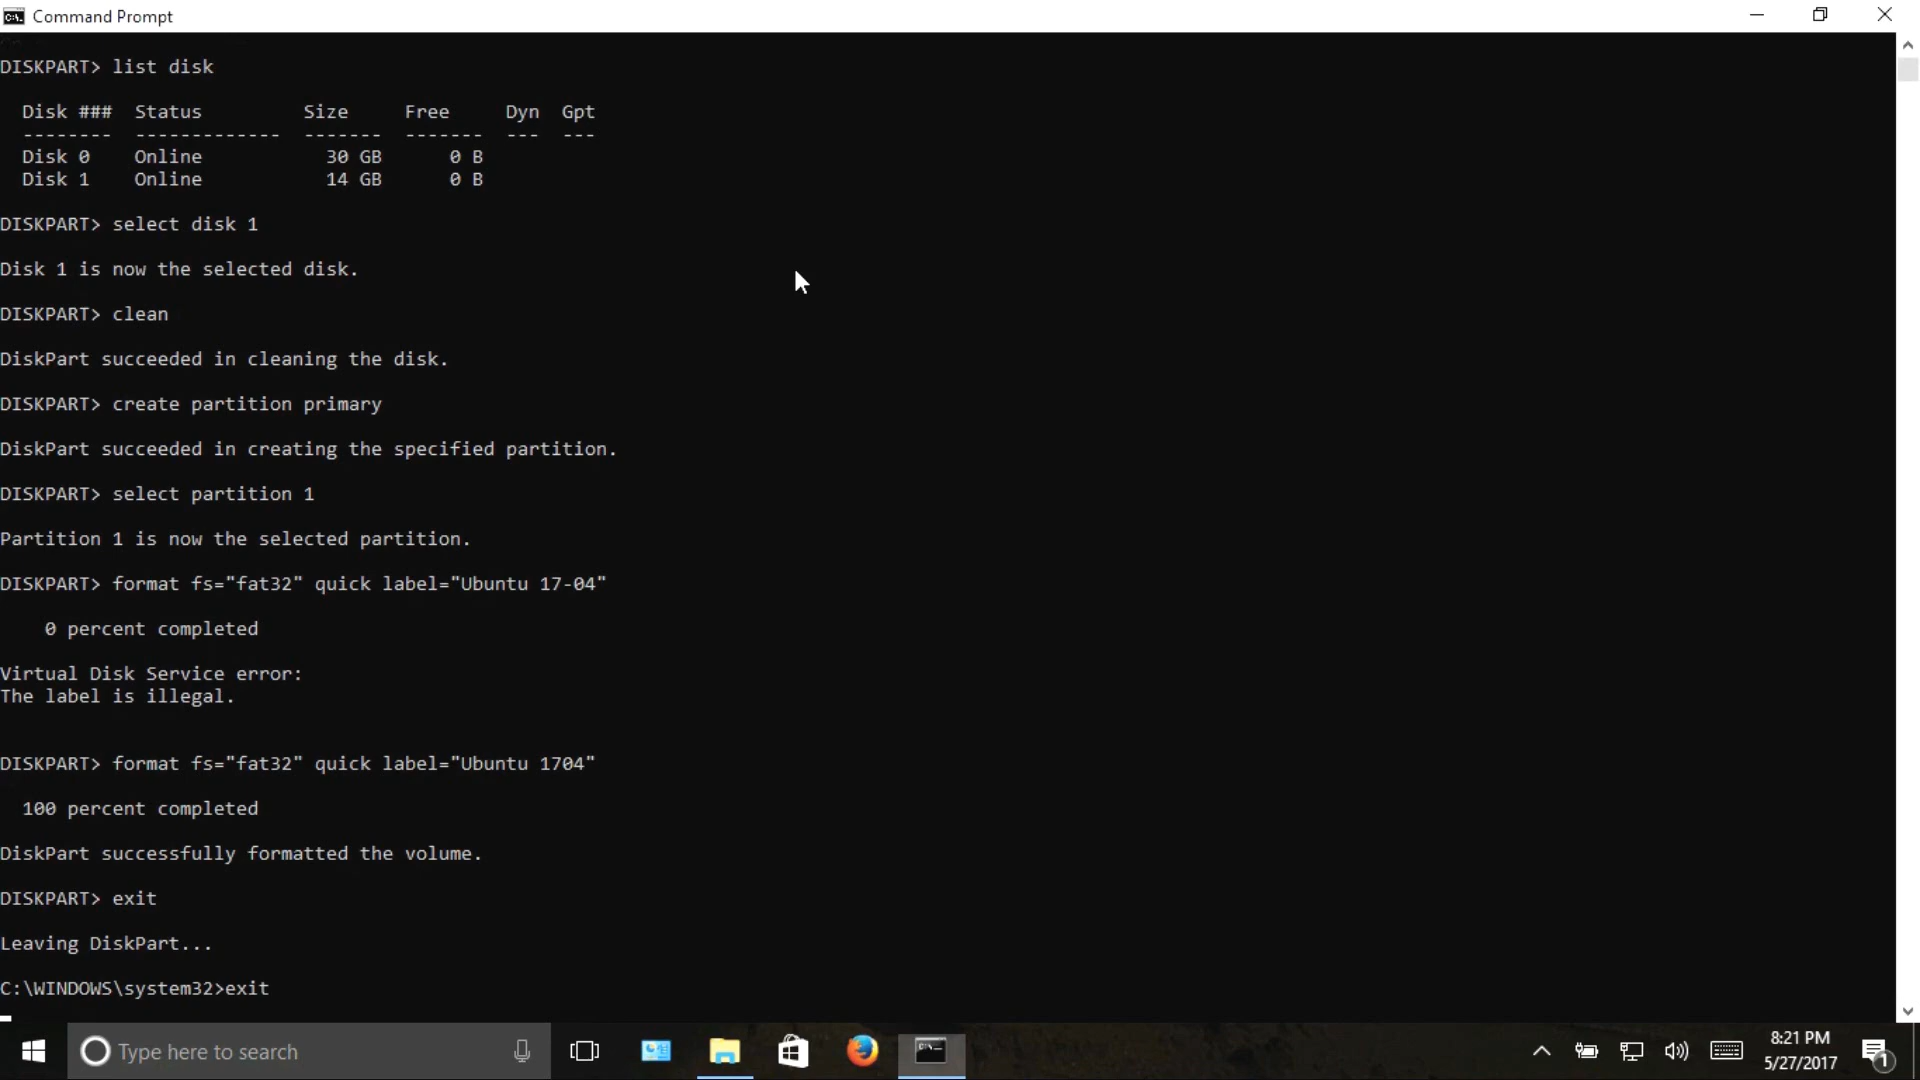 Command Prompt
DISKPART> list disk
Disk ### Status Size Free Dyn Gpt
-------- ------------- ------- ------- --- ---
Disk 0 Online 30 GB 0 B
Disk 1 Online 14 GB 0 B
DISKPART> select disk 1
Disk 1 is now the selected disk.
DISKPART> clean
DiskPart succeeded in cleaning the disk.
DISKPART> create partition primary
DiskPart succeeded in creating the specified partition.
DISKPART> select partition 1
Partition 1 is now the selected partition.
DISKPART> format fs="fat32" quick label="Ubuntu 17-04"
0 percent completed
Virtual Disk Service error:
The label is illegal.
DISKPART> format fs="fat32" quick label="Ubuntu 1704"
100 percent completed
DiskPart successfully formatted the volume.
DISKPART> exit
Leaving DiskPart...
C:\WINDOWS\system32>exit
Type here to search
8:21 PM
5/27/2017
1